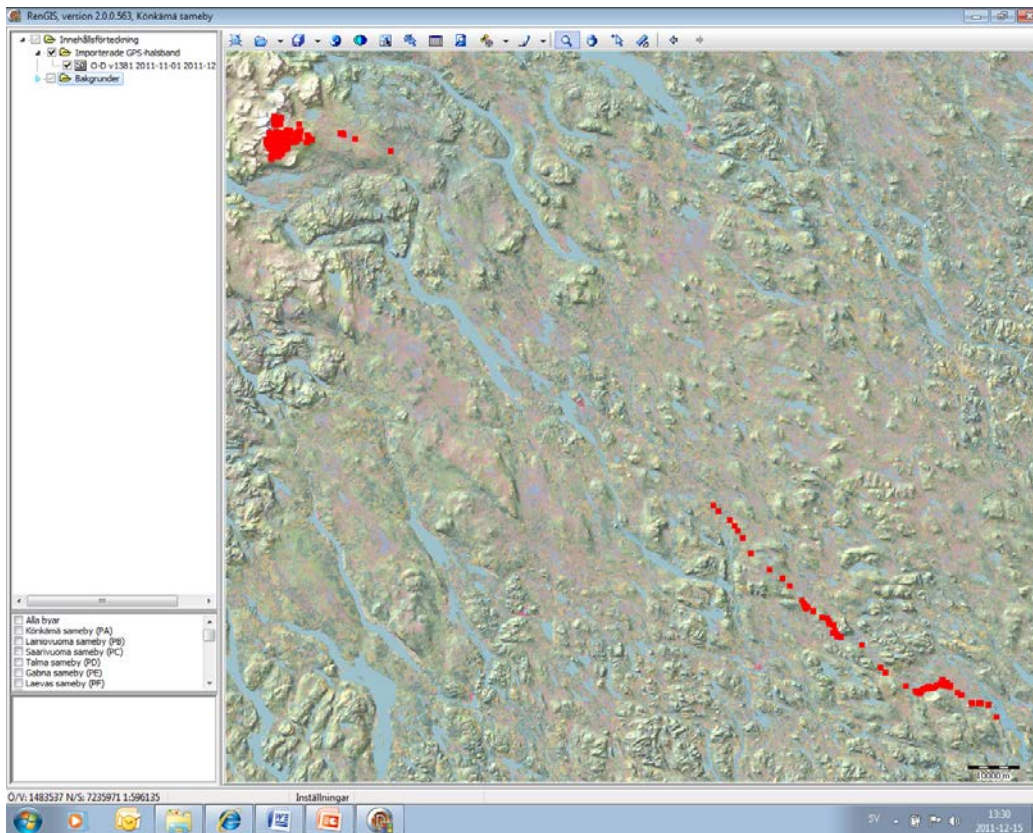 RenGIS, version 2.0.0.563, Könkämä sameby
Innehållsförteckning
Importerade GPS-halsband
O-D v1381 2011-11-01 2011-12
Bakgrunder
Alla byar
Könkämä sameby (PA)
Lainiovuoma sameby (PB)
Saarivuoma sameby (PC)
Talma sameby (PD)
Gabna sameby (PE)
Laevas sameby (PF)
10000 m
O/V: 1483537 N/S: 7235971 1:596135
Inställningar
SV
13:30
2011-12-15